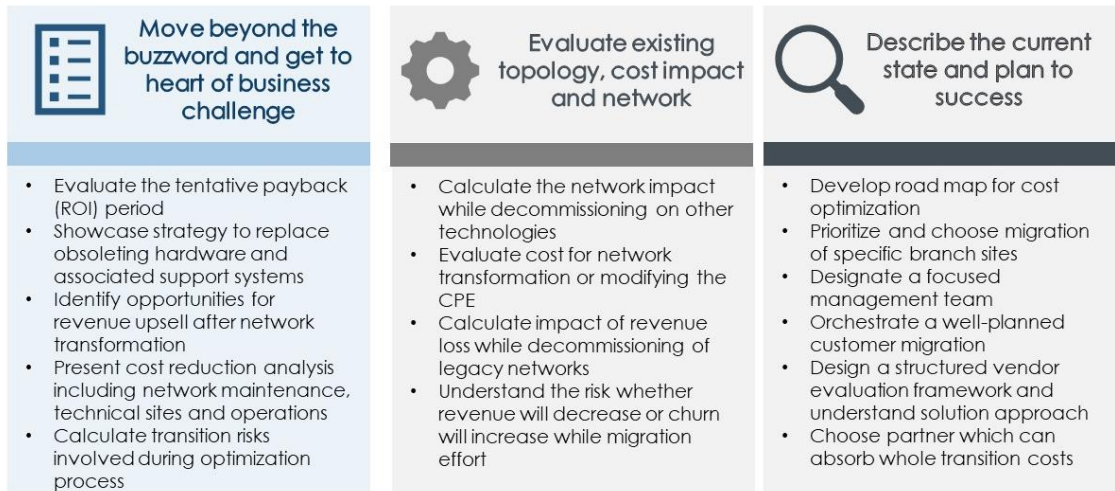 Move beyond the
buzzword and get to
heart of business
challenge
• Evaluate the tentative payback
(ROI) period
• Showcase strategy to replace
obsoleting hardware and
associated support systems
• Identify opportunities for
revenue upsell after network
transformation
• Present cost reduction analysis
including network maintenance,
technical sites and operations
• Calculate transition risks
involved during optimization
process
Evaluate existing
topology, cost impact
and network
• Calculate the network impact
while decommissioning on other
technologies
• Evaluate cost for network
transformation or modifying the
CPE
• Calculate impact of revenue
loss while decommissioning of
legacy networks
• Understand the risk whether
revenue will decrease or churn
will increase while migration
effort
Describe the current
state and plan to
success
• Develop road map for cost
optimization
• Prioritize and choose migration
of specific branch sites
• Designate a focused
management team
• Orchestrate a well-planned
customer migration
• Design a structured vendor
evaluation framework and
understand solution approach
• Choose partner which can
absorb whole transition costs